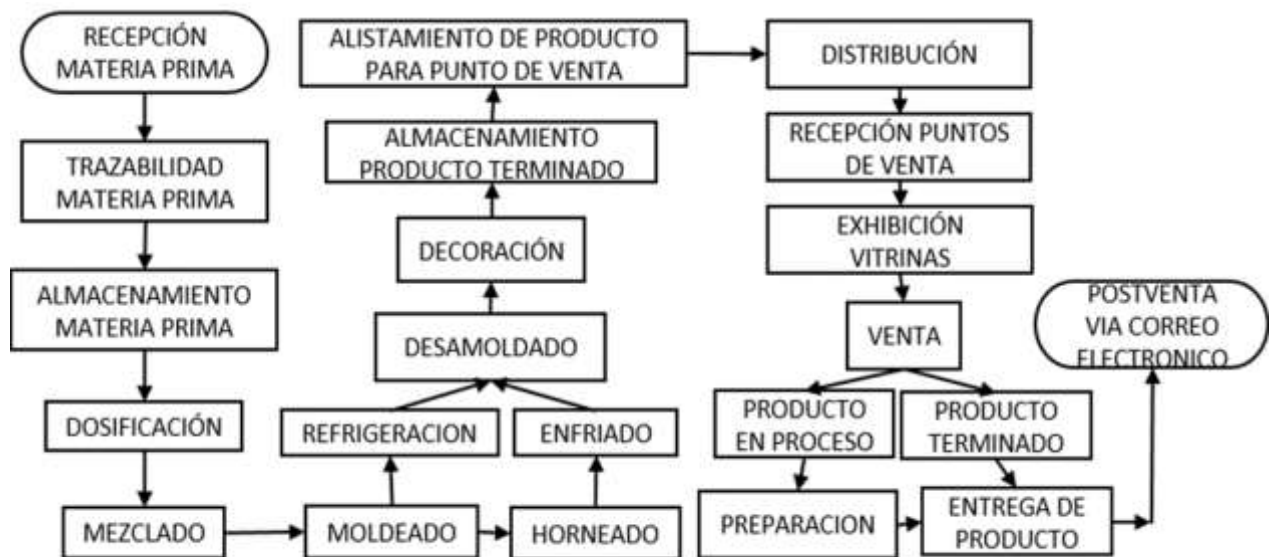 RECEPCIÓN
MATERIA PRIMA
TRAZABILIDAD
MATERIA PRIMA
ALMACENAMIENTO
MATERIA PRIMA
DOSIFICACIÓN
MEZCLADO
MOLDEADO
HORNEADO
REFRIGERACION
ENFRIADO
DESAMOLDADO
DECORACIÓN
ALMACENAMIENTO
PRODUCTO TERMINADO
ALISTAMIENTO DE PRODUCTO
PARA PUNTO DE VENTA
DISTRIBUCIÓN
RECEPCIÓN PUNTOS
DE VENTA
EXHIBICIÓN
VITRINAS
VENTA
PRODUCTO
EN PROCESO
PRODUCTO
TERMINADO
PREPARACION
ENTREGA DE
PRODUCTO
POSTVENTA
VIA CORREO
ELECTRONICO